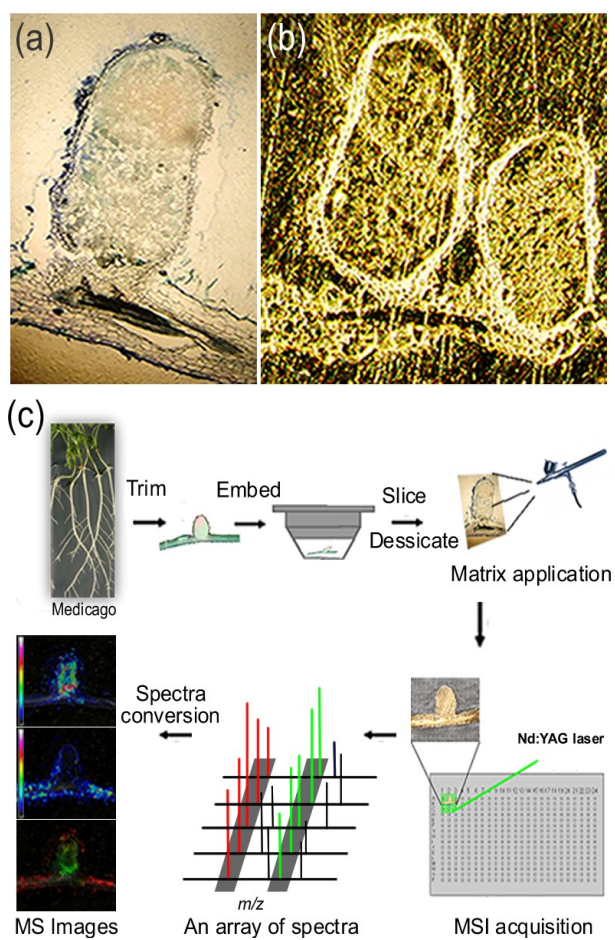 (a)
(b)
(c)
Trim
Embed
Slice
Dessicate
Matrix application
Medicago
Spectra
conversion
Nd:YAG laser
m/z
MS Images
An array of spectra
MSI acquisition